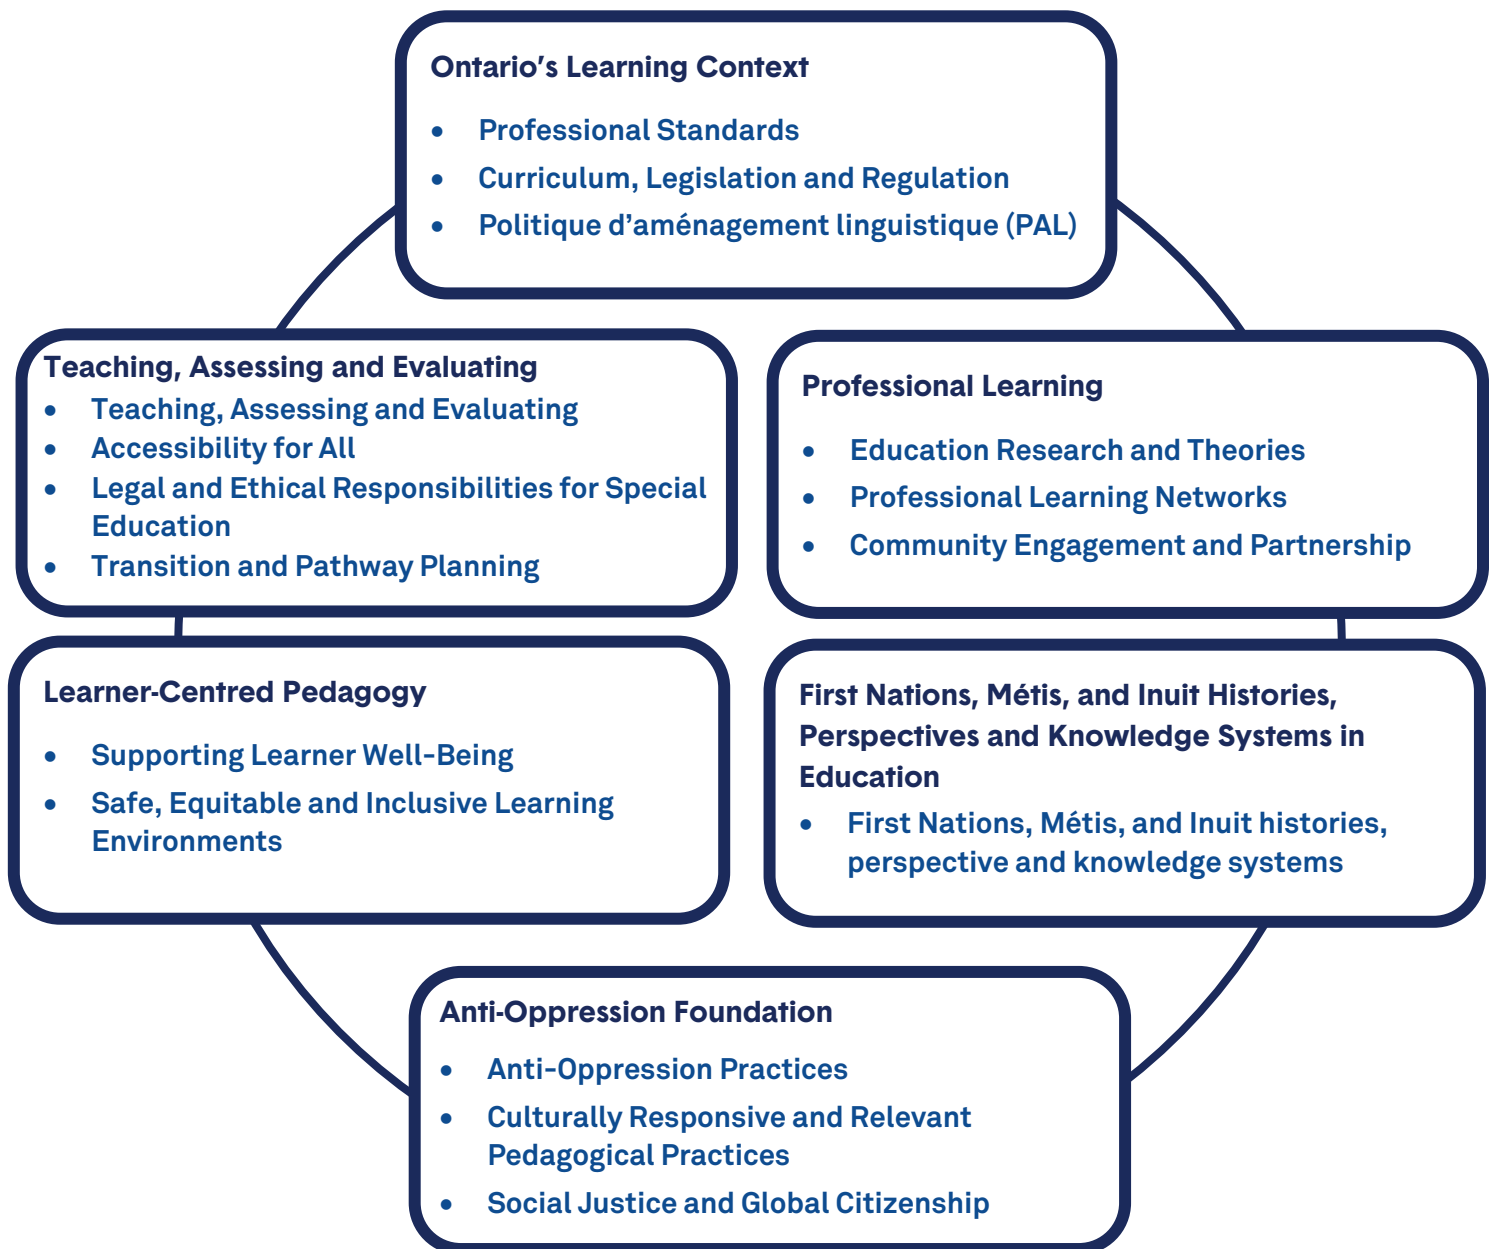 Ontario's Learning Context
• Professional Standards
• Curriculum, Legislation and Regulation
• Politique d'aménagement linguistique (PAL)
Teaching, Assessing and Evaluating
• Teaching, Assessing and Evaluating
• Accessibility for All
• Legal and Ethical Responsibilities for Special
Education
• Transition and Pathway Planning
Professional Learning
• Education Research and Theories
• Professional Learning Networks
• Community Engagement and Partnership
Learner-Centred Pedagogy
• Supporting Learner Well-Being
• Safe, Equitable and Inclusive Learning
Environments
First Nations, Métis, and Inuit Histories,
Perspectives and Knowledge Systems in
Education
• First Nations, Métis, and Inuit histories,
perspective and knowledge systems
Anti-Oppression Foundation
• Anti-Oppression Practices
• Culturally Responsive and Relevant
Pedagogical Practices
• Social Justice and Global Citizenship